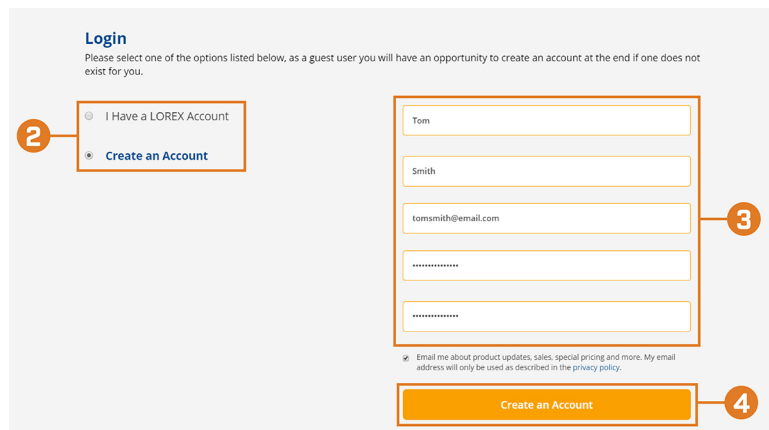 Login
Please select one of the options listed below, as a guest user you will have an opportunity to create an account at the end if one does not
exist for you.
2
I Have a LOREX Account
Create an Account
Tom
Smith
tomsmith@email.com
•••••••••••••••
•••••••••••••••
3
Email me about product updates, sales, special pricing and more. My email
address will only be used as described in the privacy policy.
Create an Account
4